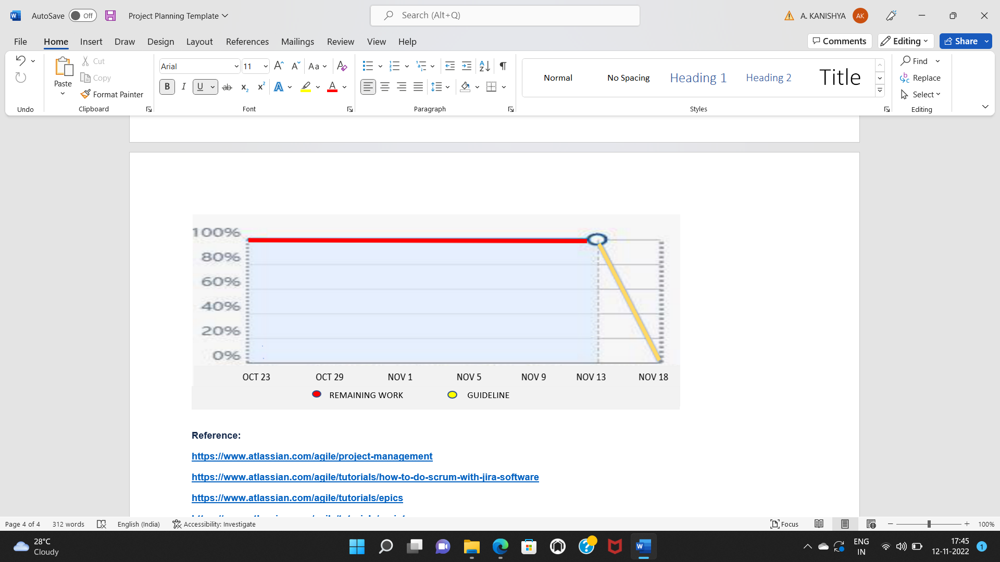 AutoSave Off Project Planning Template Search (Alt+Q) A. KANISHYA AK
File Home Insert Draw Design Layout References Mailings Review View Help Comments Editing Share
Paste Cut Copy Format Painter
Arial 11 Aa
B I U ab x2 x2 A A
Normal No Spacing Heading 1 Heading 2 Title
Find Replace Select
Undo Clipboard Font Paragraph Styles Editing
100%
80%
60%
40%
20%
0%
OCT 23 OCT 29 NOV 1 NOV 5 NOV 9 NOV 13 NOV 18
REMAINING WORK GUIDELINE
Reference:
https://www.atlassian.com/agile/project-management
https://www.atlassian.com/agile/tutorials/how-to-do-scrum-with-jira-software
https://www.atlassian.com/agile/tutorials/epics
Page 4 of 4 312 words English (India) Accessibility: Investigate Focus 100%
28°C
Cloudy
ENG
IN
17:45
12-11-2022
1